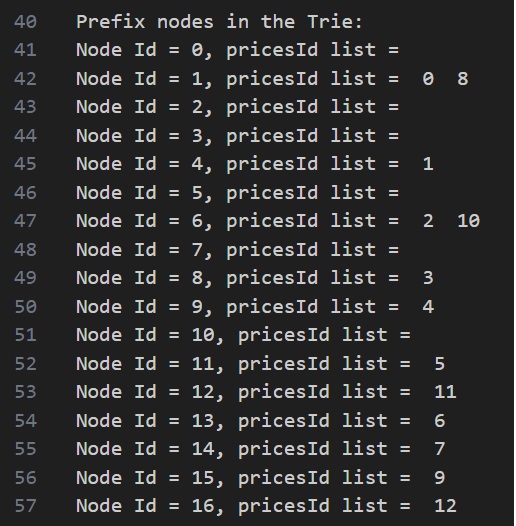 40 Prefix nodes in the Trie:
41 Node Id = 0, pricesId list =
42 Node Id = 1, pricesId list =  0  8
43 Node Id = 2, pricesId list =
44 Node Id = 3, pricesId list =
45 Node Id = 4, pricesId list =  1
46 Node Id = 5, pricesId list =
47 Node Id = 6, pricesId list =  2  10
48 Node Id = 7, pricesId list =
49 Node Id = 8, pricesId list =  3
50 Node Id = 9, pricesId list =  4
51 Node Id = 10, pricesId list =
52 Node Id = 11, pricesId list =  5
53 Node Id = 12, pricesId list =  11
54 Node Id = 13, pricesId list =  6
55 Node Id = 14, pricesId list =  7
56 Node Id = 15, pricesId list =  9
57 Node Id = 16, pricesId list =  12